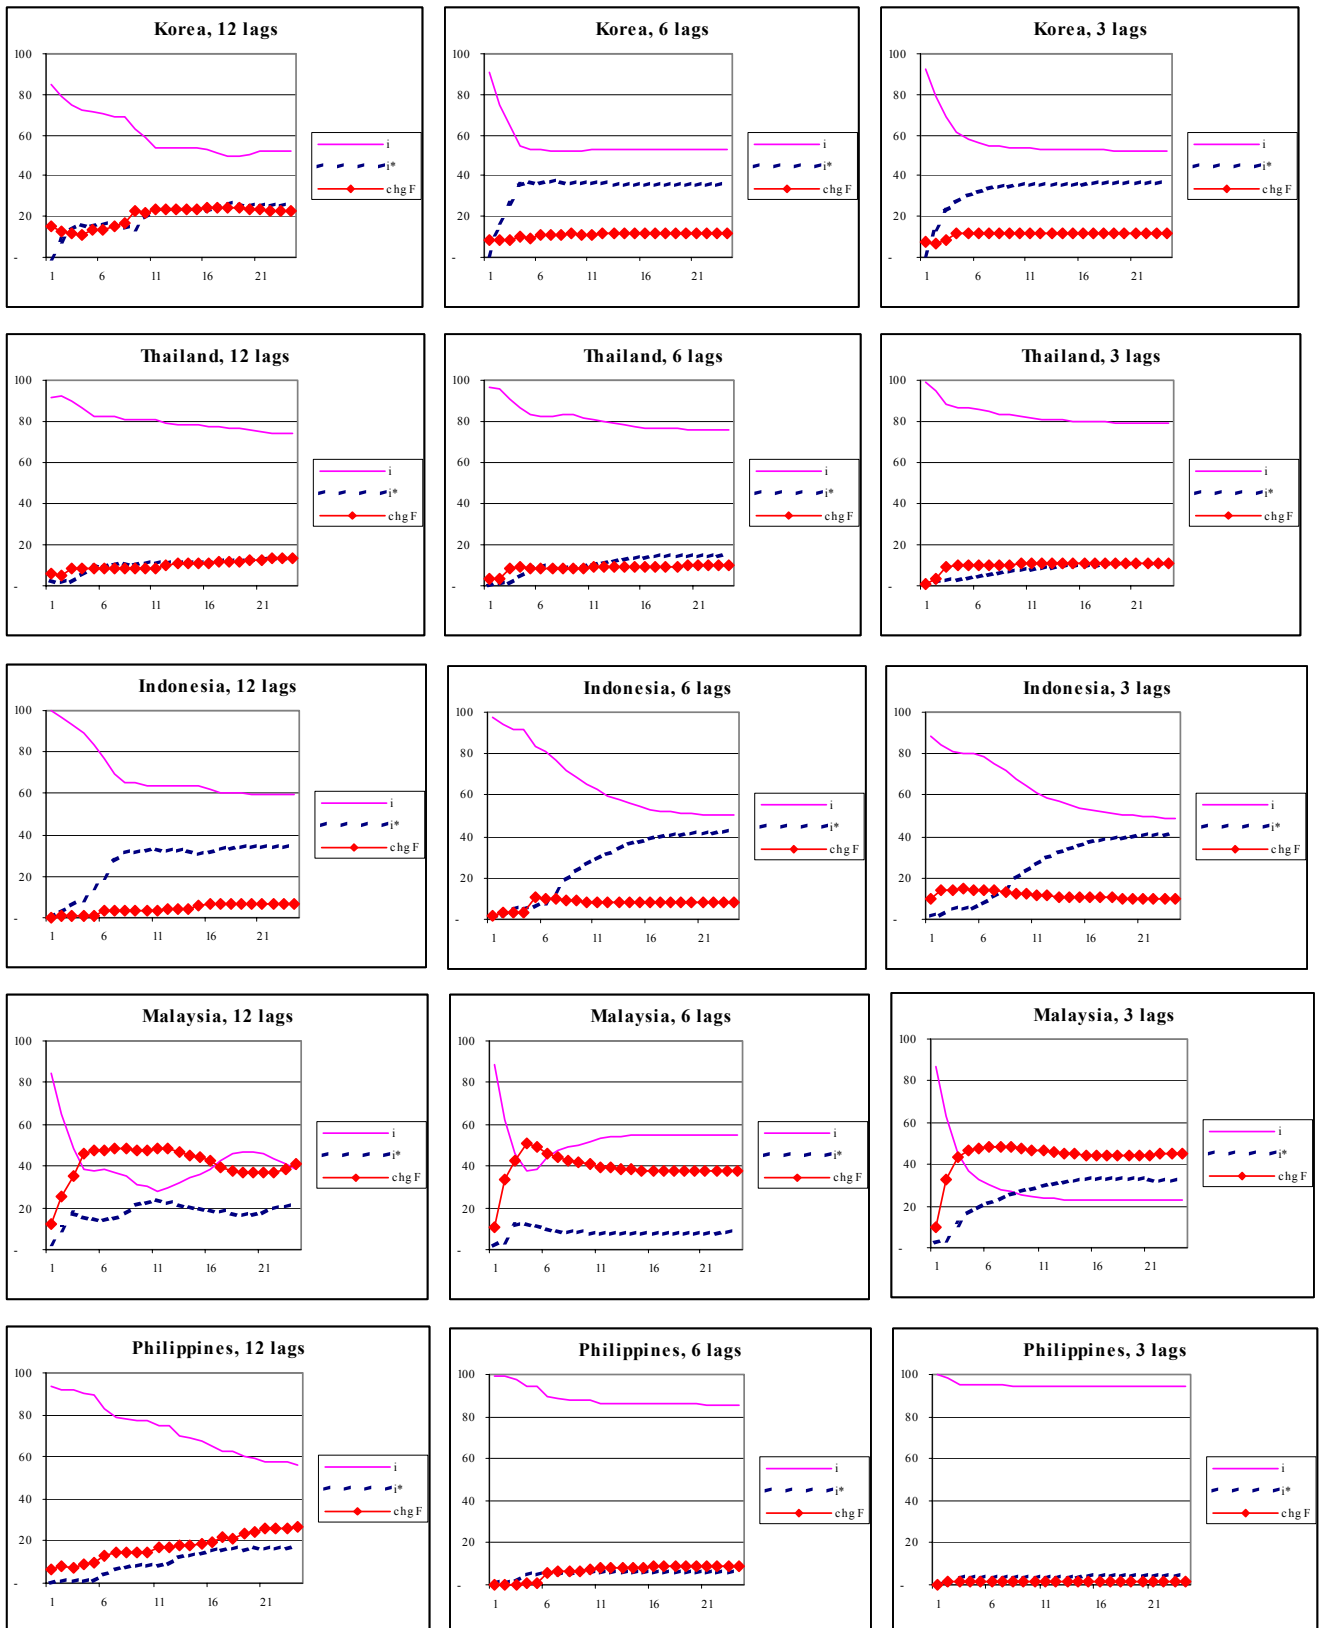 Korea, 12 lags
100
80
60
40
20
-
1 6 11 16 21
i
i*
chg F
Korea, 6 lags
100
80
60
40
20
-
1 6 11 16 21
i
i*
chg F
Korea, 3 lags
100
80
60
40
20
-
1 6 11 16 21
i
i*
chg F
Thailand, 12 lags
100
80
60
40
20
-
1 6 11 16 21
i
i*
chg F
Thailand, 6 lags
100
80
60
40
20
-
1 6 11 16 21
i
i*
chg F
Thailand, 3 lags
100
80
60
40
20
-
1 6 11 16 21
i
i*
chg F
Indonesia, 12 lags
100
80
60
40
20
-
1 6 11 16 21
i
i*
chg F
Indonesia, 6 lags
100
80
60
40
20
-
1 6 11 16 21
i
i*
chg F
Indonesia, 3 lags
100
80
60
40
20
-
1 6 11 16 21
i
i*
chg F
Malaysia, 12 lags
100
80
60
40
20
-
1 6 11 16 21
i
i*
chg F
Malaysia, 6 lags
100
80
60
40
20
-
1 6 11 16 21
i
i*
chg F
Malaysia, 3 lags
100
80
60
40
20
-
1 6 11 16 21
i
i*
chg F
Philippines, 12 lags
100
80
60
40
20
-
1 6 11 16 21
i
i*
chg F
Philippines, 6 lags
100
80
60
40
20
-
1 6 11 16 21
i
i*
chg F
Philippines, 3 lags
100
80
60
40
20
-
1 6 11 16 21
i
i*
chg F